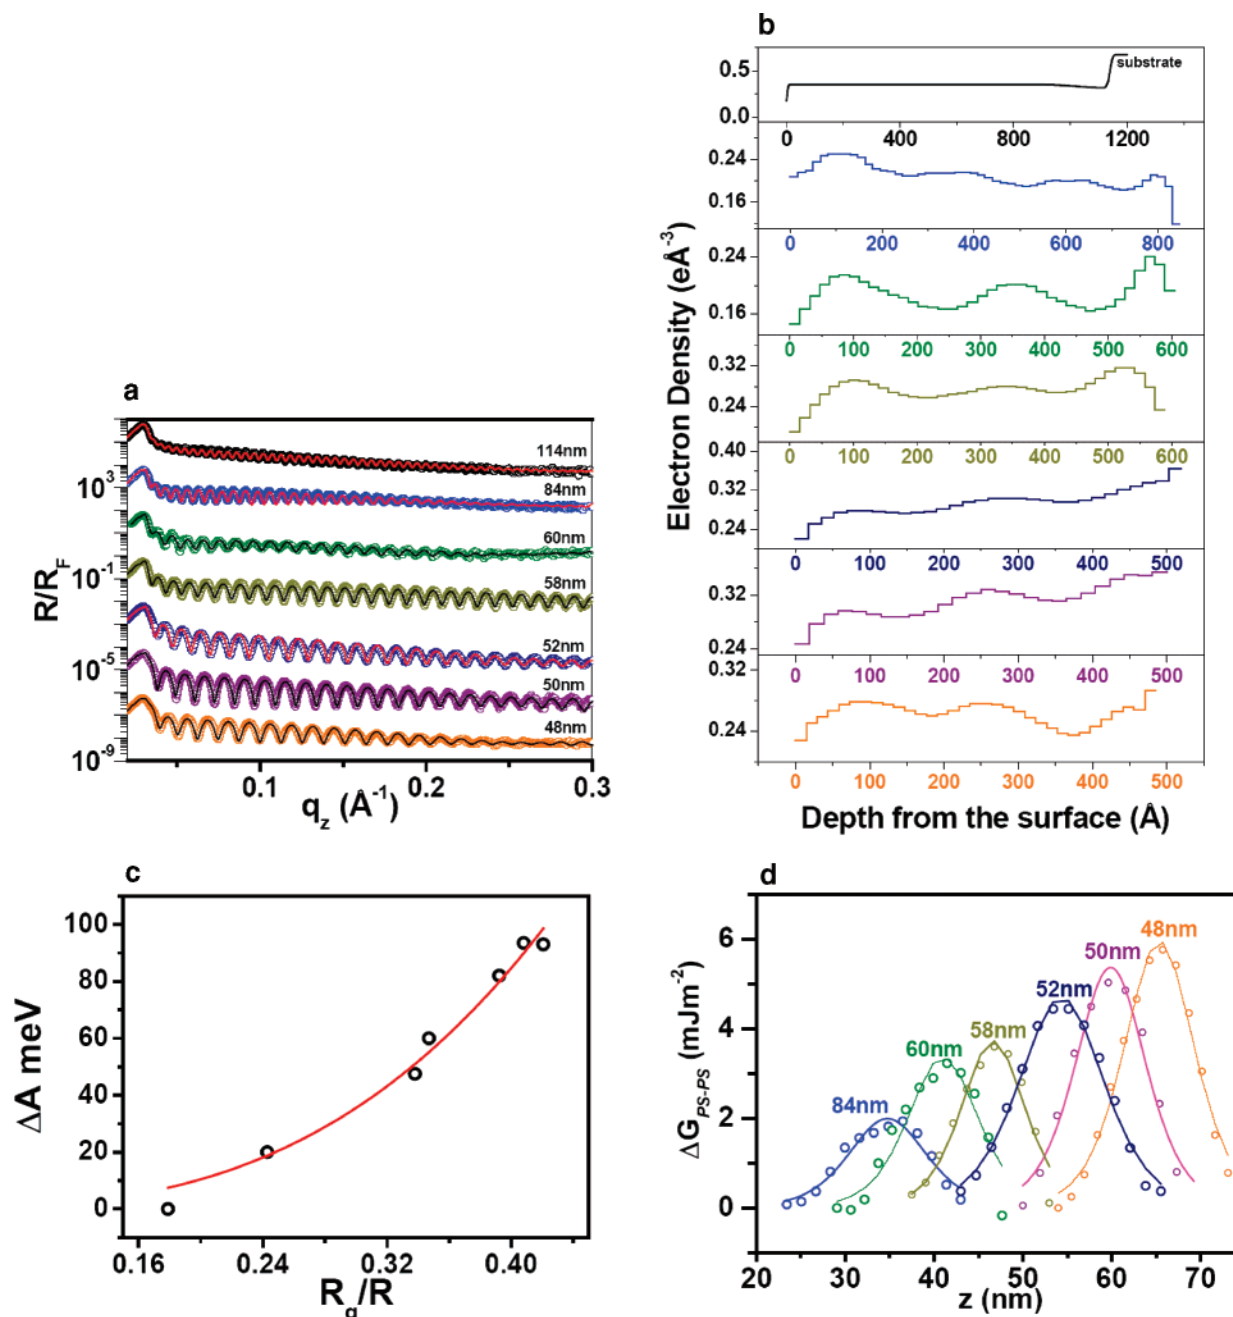 a
R/R_F
10^3
10^-1
10^-5
10^-9
114nm
84nm
60nm
58nm
52nm
50nm
48nm
0.1 0.2 0.3
q_z (Å^-1)
b
Electron Density (eÅ^-3)
0.5
0.0
substrate
0 400 800 1200
0.24
0.16
0 200 400 600 800
0.24
0.16
0 100 200 300 400 500 600
0.32
0.24
0 100 200 300 400 500 600
0.40
0.32
0.24
0 100 200 300 400 500
0.32
0.24
0 100 200 300 400 500
0.32
0.24
0 100 200 300 400 500
Depth from the surface (Å)
c
ΔA meV
100
80
60
40
20
0
0.16 0.24 0.32 0.40
R_g/R
d
ΔG_PS-PS (mJm^-2)
6
4
2
0
84nm
60nm
58nm
52nm
50nm
48nm
20 30 40 50 60 70
z (nm)